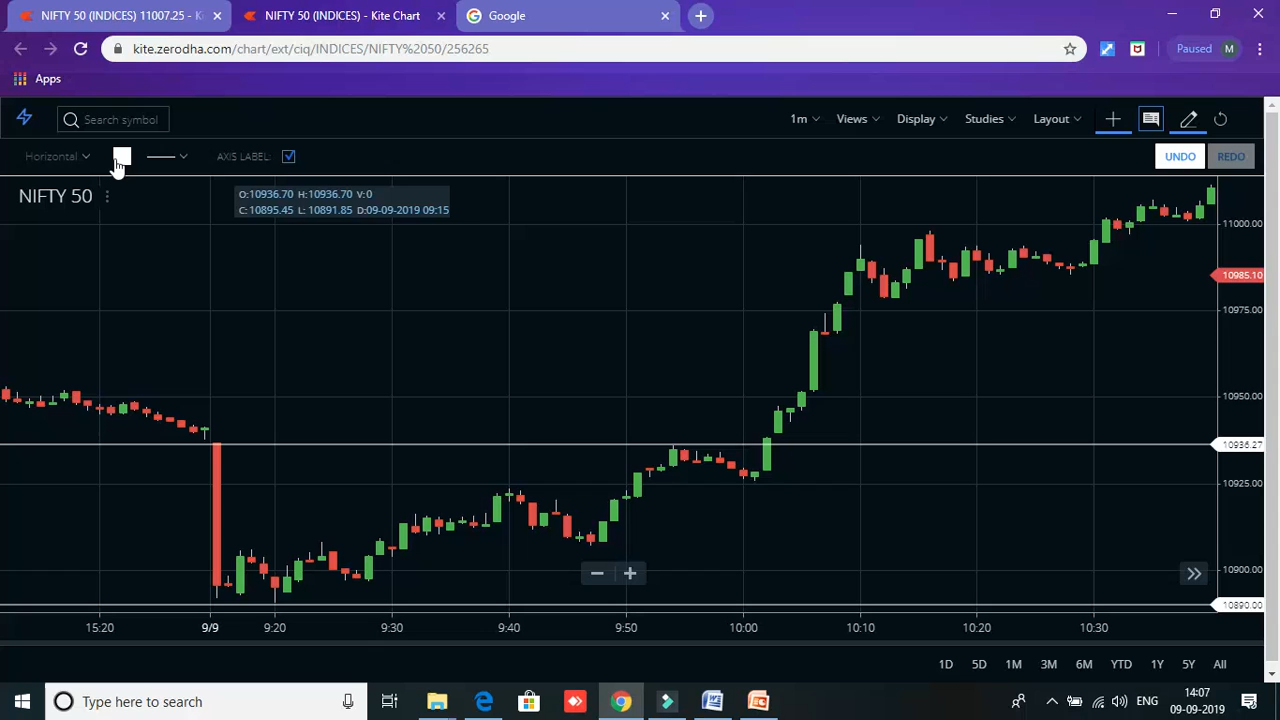 NIFTY 50 (INDICES) 11007.25 - K
NIFTY 50 (INDICES) - Kite Chart
Google
kite.zerodha.com/chart/ext/ciq/INDICES/NIFTY%2050/256265
Paused
M
Apps
Search symbol
1m
Views
Display
Studies
Layout
Horizontal
AXIS LABEL:
UNDO
REDO
NIFTY 50
O:10936.70 H:10936.70 V:0
C:10895.45 L: 10891.85 D:09-09-2019 09:15
11000.00
10985.10
10975.00
10950.00
10936.27
10925.00
10900.00
10890.00
15:20
9/9
9:20
9:30
9:40
9:50
10:00
10:10
10:20
10:30
1D
5D
1M
3M
6M
YTD
1Y
5Y
All
Type here to search
ENG
14:07
09-09-2019